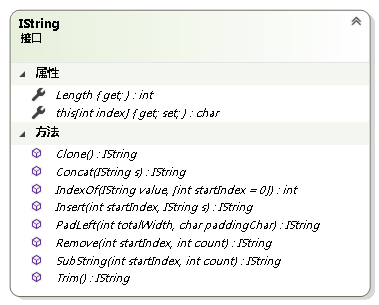 IString
接口
属性
Length { get; } : int
this[int index] { get; set; } : char
方法
Clone() : IString
Concat(IString s) : IString
IndexOf(IString value, [int startIndex = 0]) : int
Insert(int startIndex, IString s) : IString
PadLeft(int totalWidth, char paddingChar) : IString
Remove(int startIndex, int count) : IString
SubString(int startIndex, int count) : IString
Trim() : IString